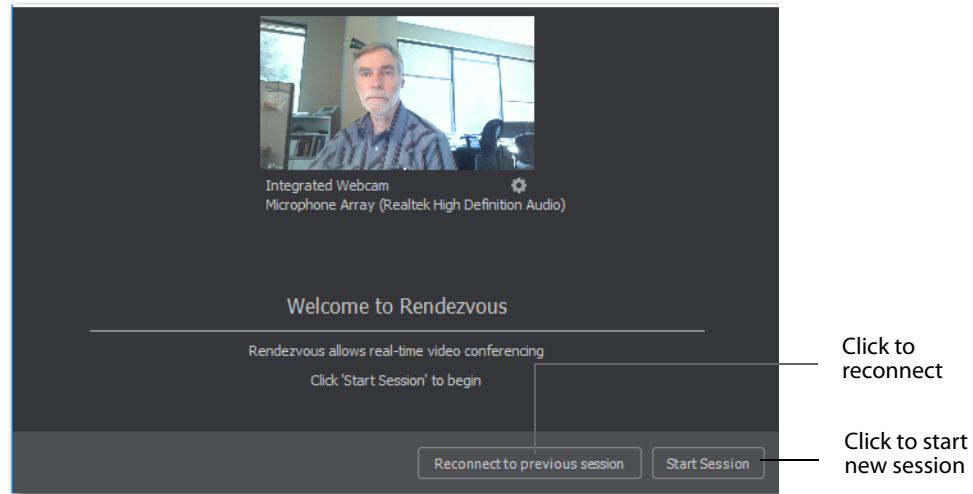 Integrated Webcam
Microphone Array (Realtek High Definition Audio)
Welcome to Rendezvous
Rendezvous allows real-time video conferencing
Click 'Start Session' to begin
Reconnect to previous session
Start Session
Click to
reconnect
Click to start
new session